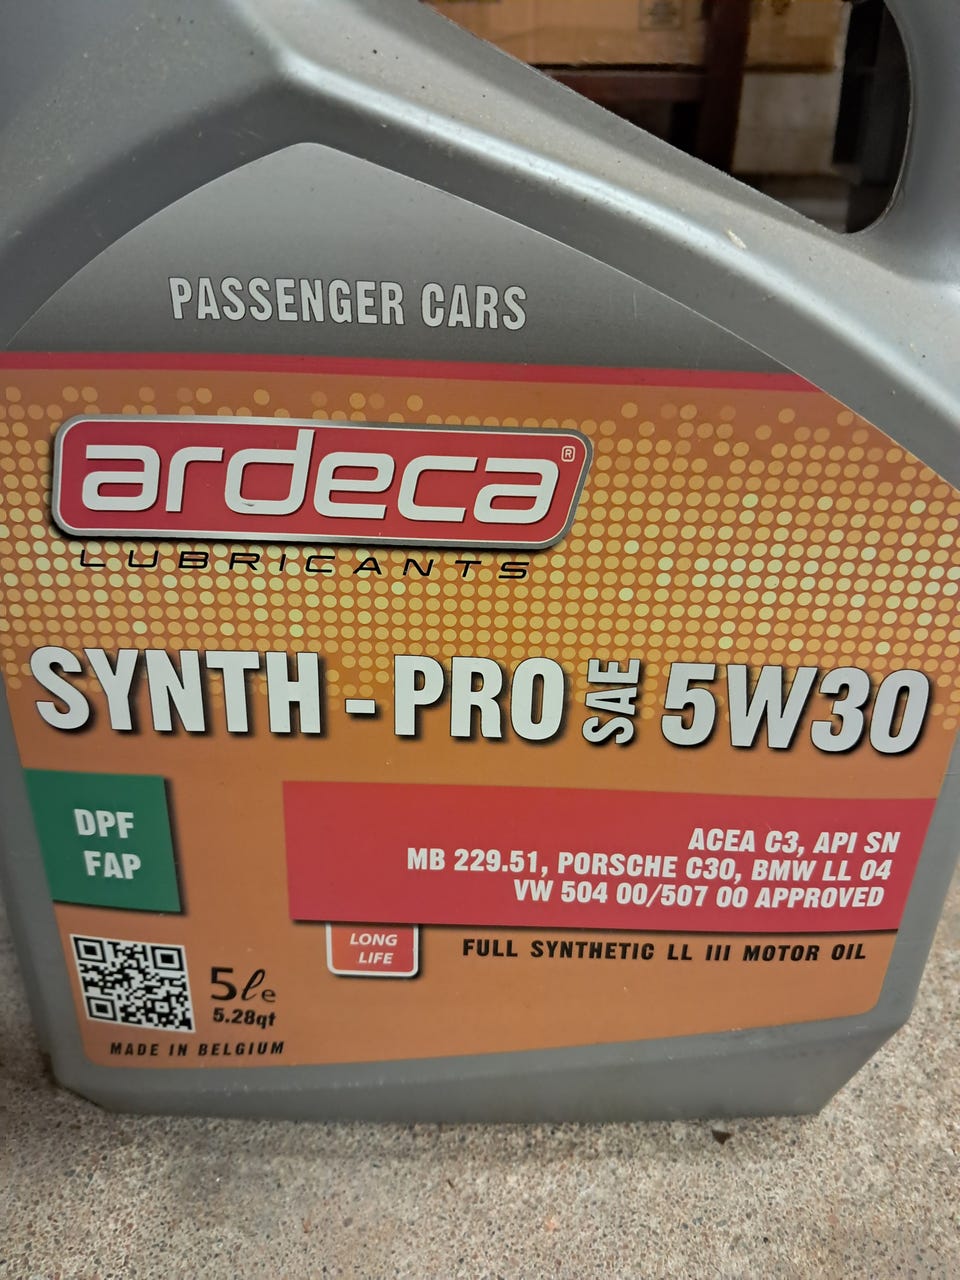 PASSENGER CARS
ardeca®
LUBRICANTS
SYNTH - PRO SAE 5W30
DPF
FAP
ACEA C3, API SN
MB 229.51, PORSCHE C30, BMW LL 04
VW 504 00/507 00 APPROVED
LONG
LIFE
FULL SYNTHETIC LL III MOTOR OIL
5ℓe
5.28qt
MADE IN BELGIUM